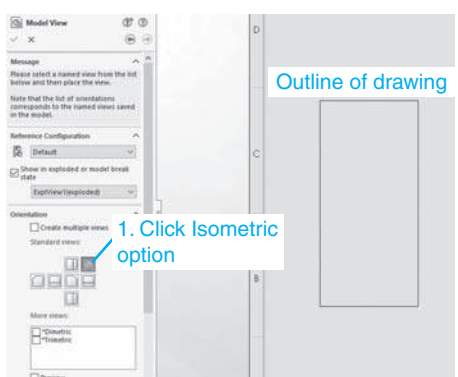 Model View
Message
Please select a named view from the list
below and then place the view.
Note that the list of orientations
corresponds to the named views saved
in the model.
Reference Configuration
Default
Show in exploded or model break
state
ExplView1(exploded)
Orientation
Create multiple views
Standard views:
More views:
*Dimetric
*Trimetric
1. Click Isometric
option
D
C
B
Outline of drawing